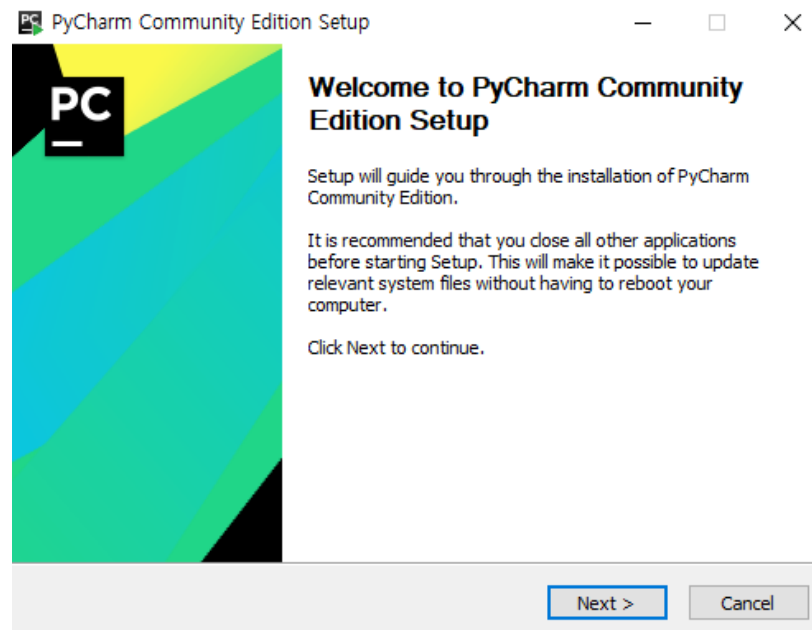 PyCharm Community Edition Setup
PC
Welcome to PyCharm Community
Edition Setup
Setup will guide you through the installation of PyCharm
Community Edition.
It is recommended that you close all other applications
before starting Setup. This will make it possible to update
relevant system files without having to reboot your
computer.
Click Next to continue.
Next >
Cancel